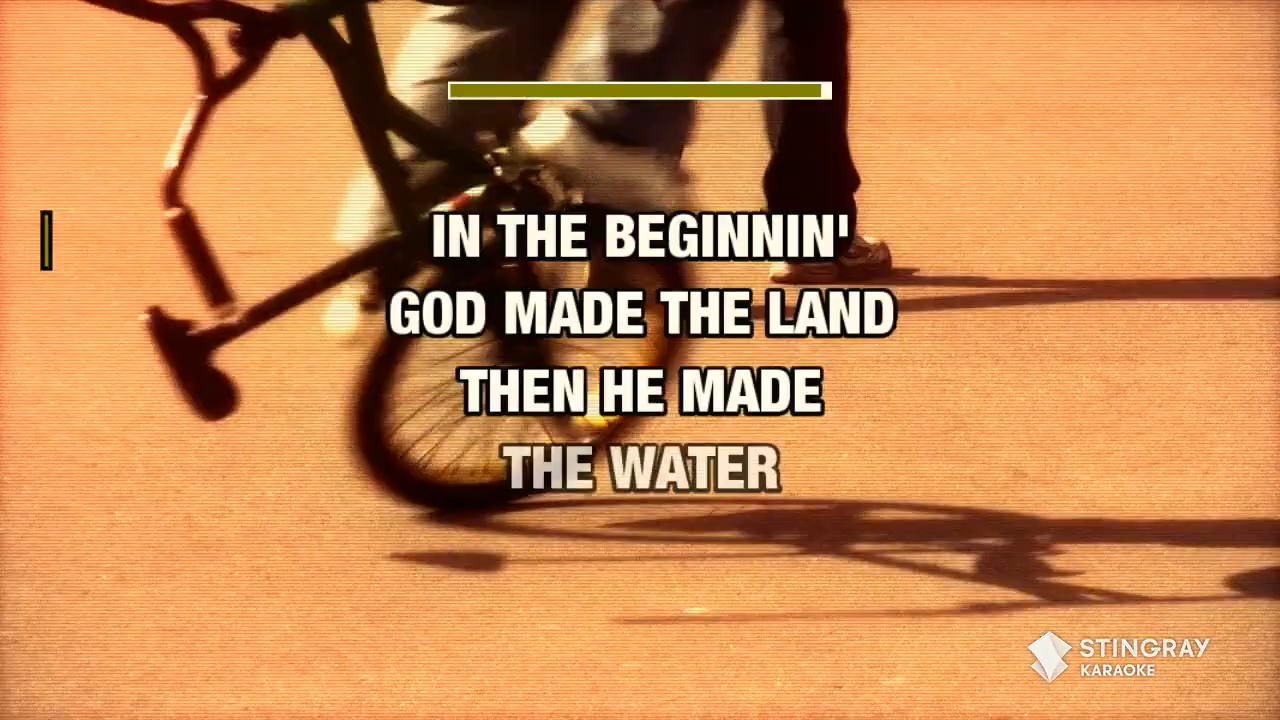 IN THE BEGINNIN'
GOD MADE THE LAND
THEN HE MADE
THE WATER
STINGRAY
KARAOKE